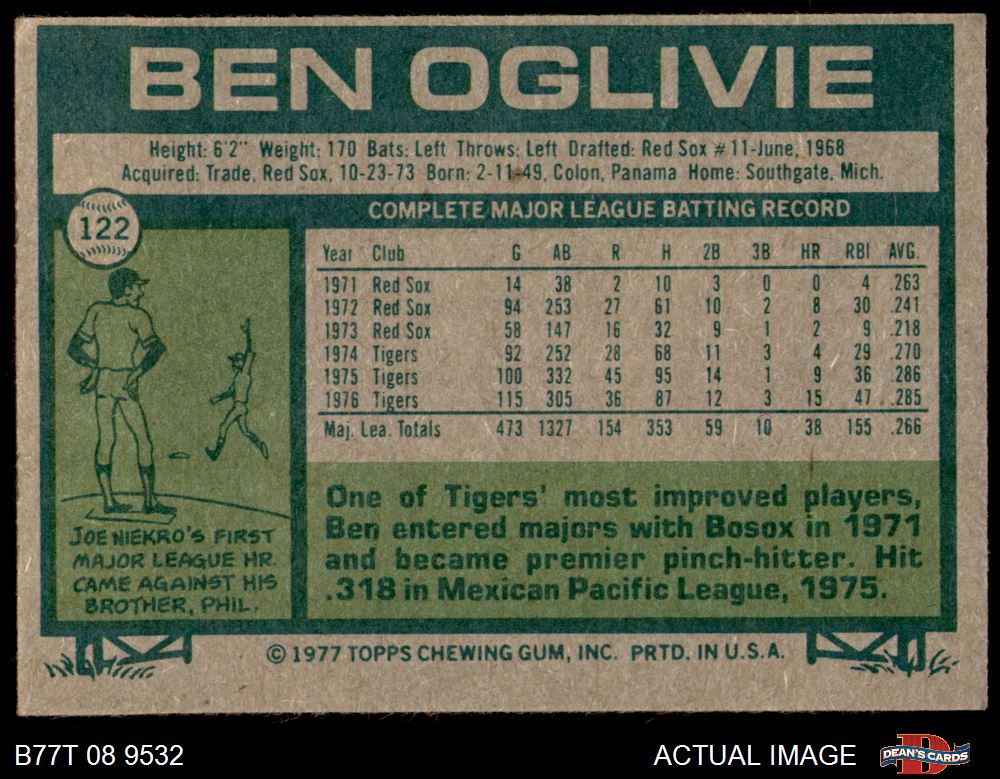 BEN OGLIVIE
Height: 6'2" Weight: 170 Bats: Left Throws: Left Drafted: Red Sox #11-June, 1968
Acquired: Trade, Red Sox, 10-23-73 Born: 2-11-49, Colon, Panama Home: Southgate, Mich.
122
COMPLETE MAJOR LEAGUE BATTING RECORD
Year Club G AB R H 2B 3B HR RBI AVG.
1971 Red Sox 14 38 2 10 3 0 0 4 .263
1972 Red Sox 94 253 27 61 10 2 8 30 .241
1973 Red Sox 58 147 16 32 9 1 2 9 .218
1974 Tigers 92 252 28 68 11 3 4 29 .270
1975 Tigers 100 332 45 95 14 1 9 36 .286
1976 Tigers 115 305 36 87 12 3 15 47 .285
Maj. Lea. Totals 473 1327 154 353 59 10 38 155 .266
JOE NIEKRO'S FIRST
MAJOR LEAGUE HR.
CAME AGAINST HIS
BROTHER, PHIL.
One of Tigers' most improved players,
Ben entered majors with Bosox in 1971
and became premier pinch-hitter. Hit
.318 in Mexican Pacific League, 1975.
© 1977 TOPPS CHEWING GUM, INC. PRTD. IN U.S.A.
B77T 08 9532
ACTUAL IMAGE
DEAN'S CARDS